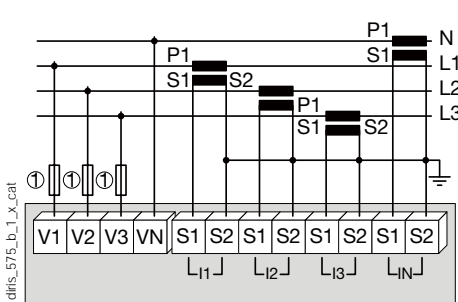 P1 N
S1 L1
P1
S1 S2 L2
P1 L3
S1 S2
① ① ①
V1 V2 V3 VN S1 S2 S1 S2 S1 S2 S1 S2
I1 I2 I3 IN
diris_575_b_1_x_cat